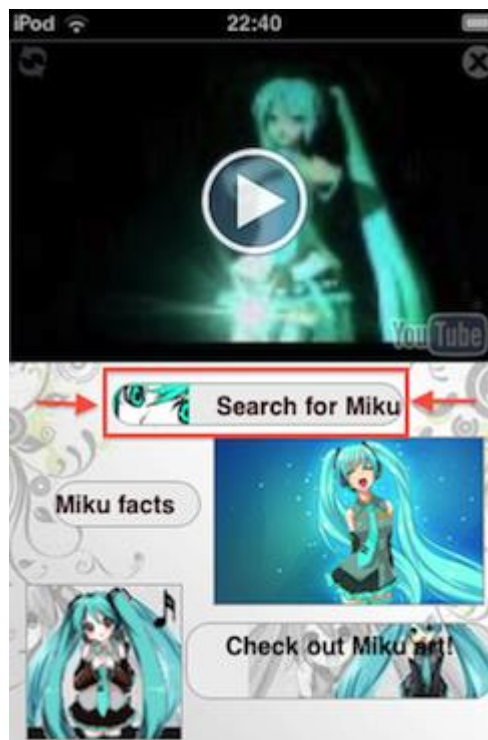 iPod 22:40
YouTube
Search for Miku
Miku facts
Check out Miku art!